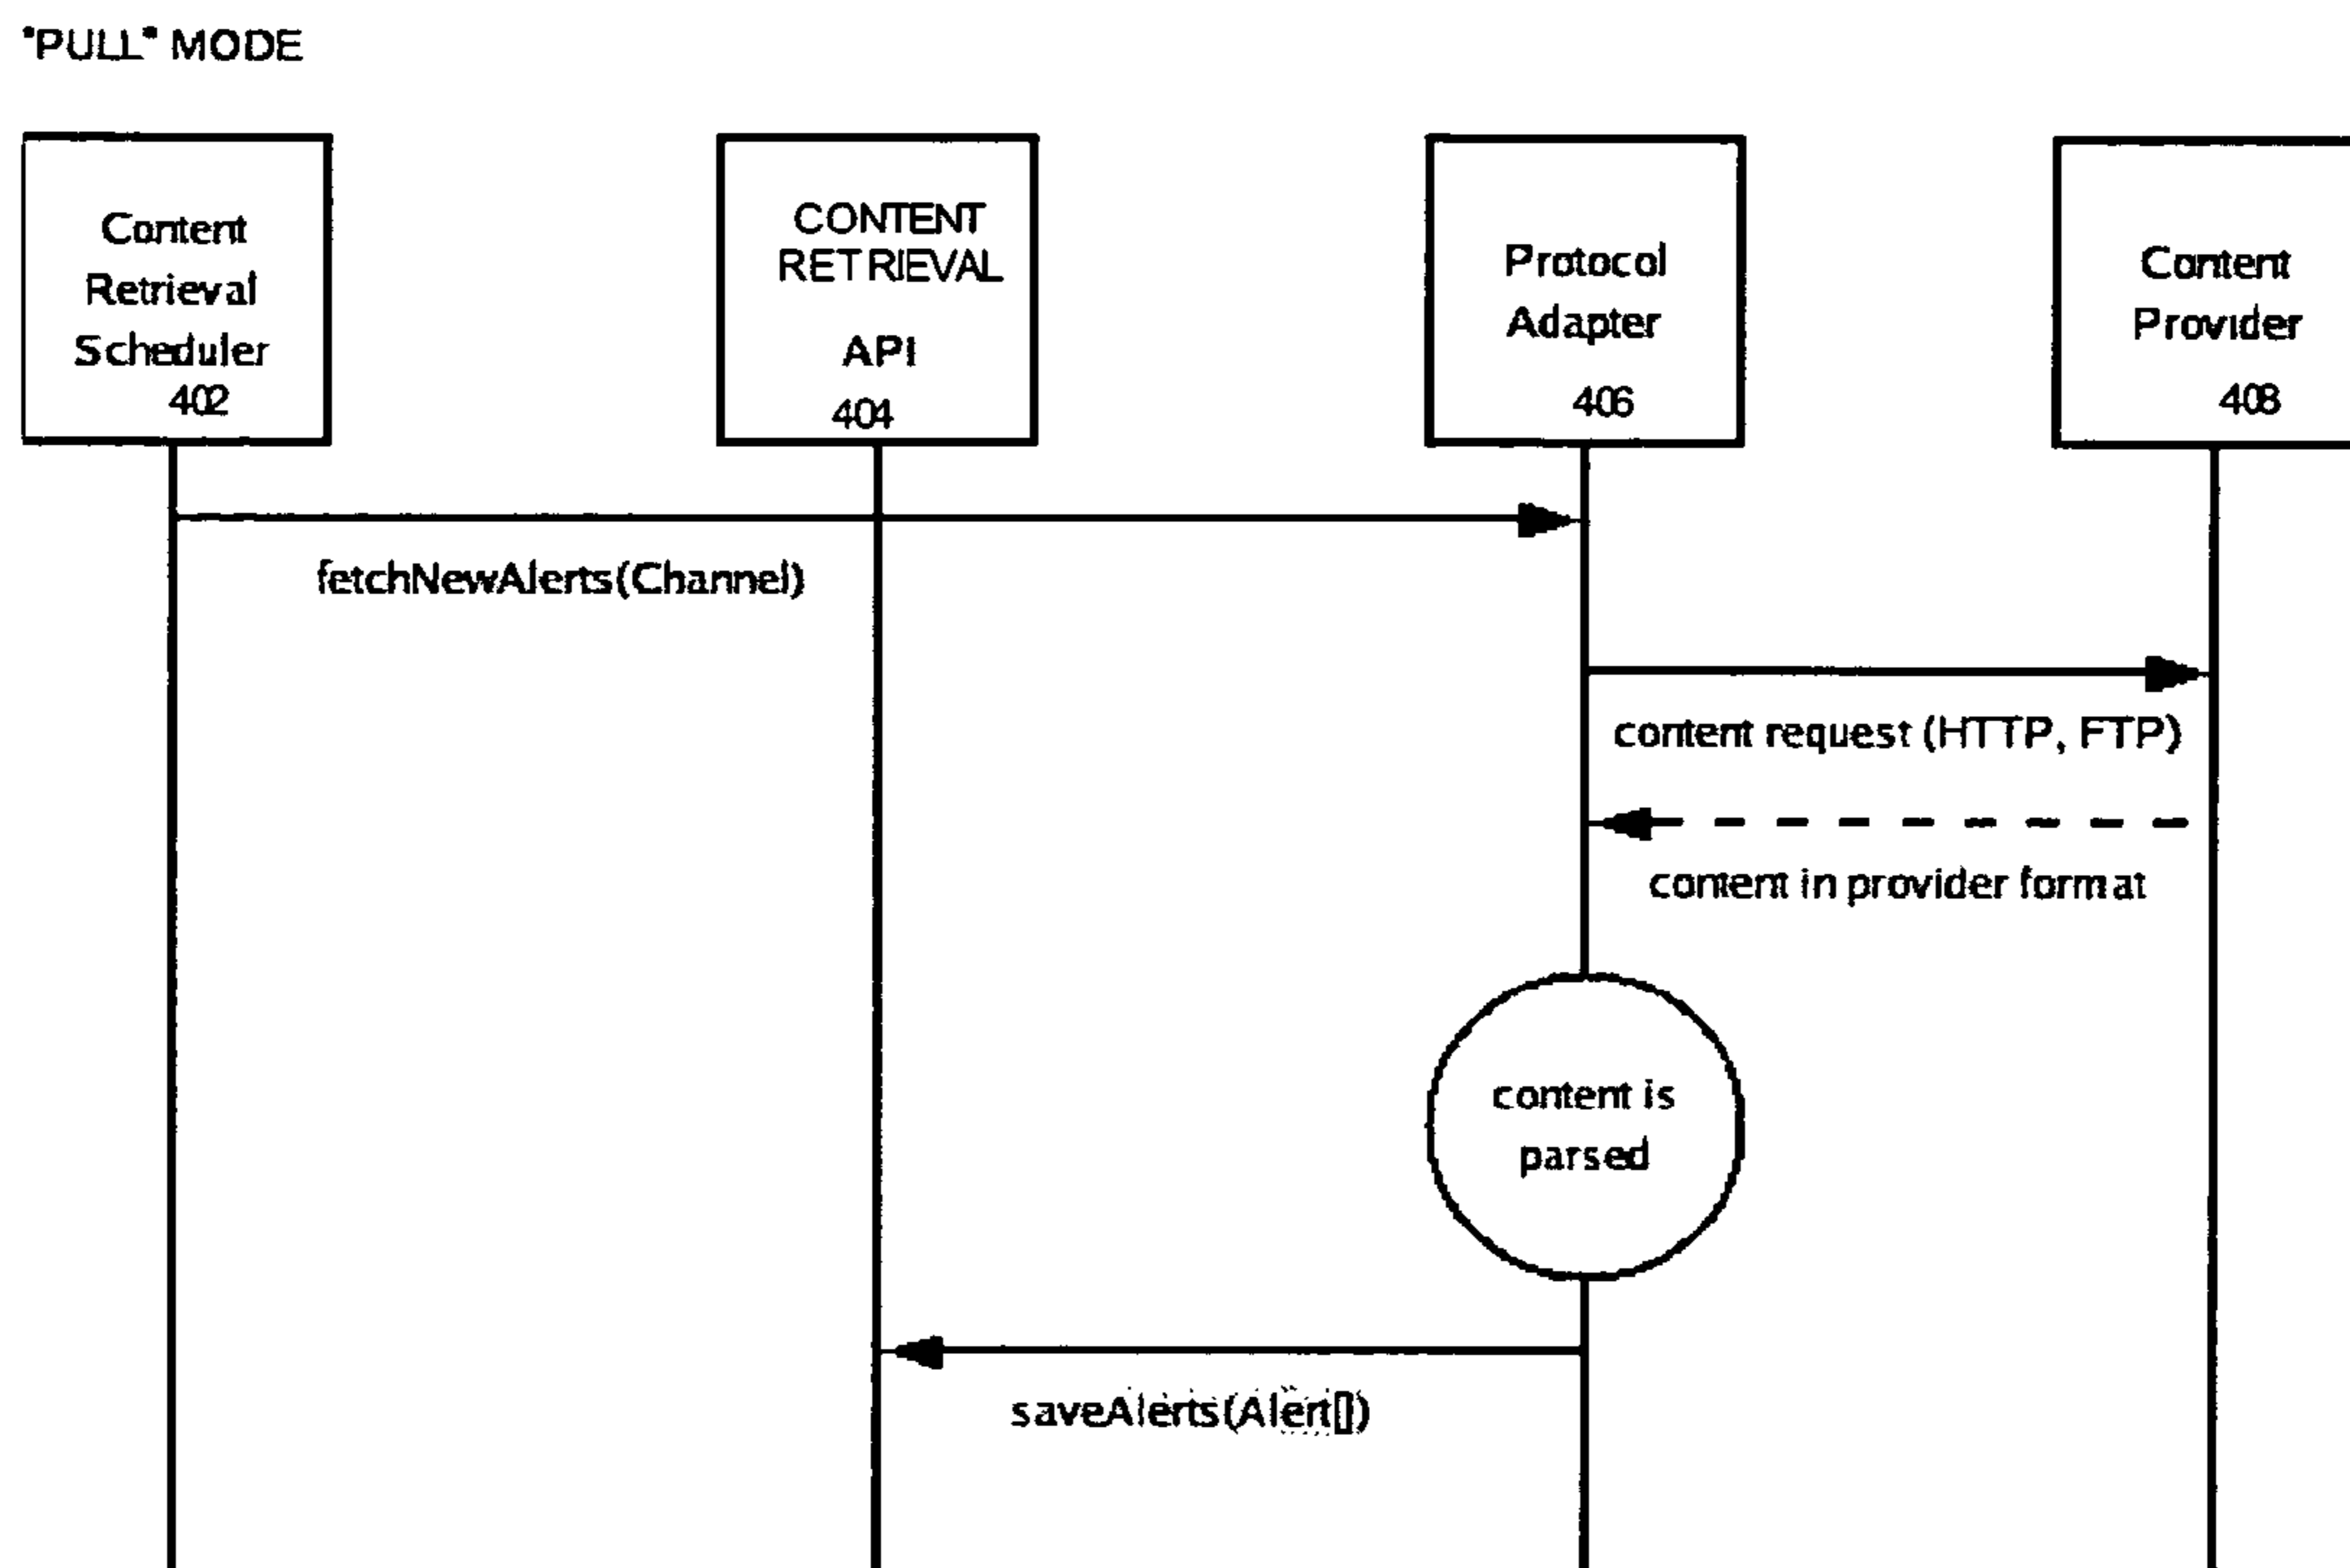 "PULL" MODE
Content
Retrieval
Scheduler
402
CONTENT
RETRIEVAL
API
404
Protocol
Adapter
406
Content
Provider
408
fetchNewAlerts(Channel)
content request (HTTP, FTP)
content in provider format
content is
parsed
saveAlerts(Alert[])